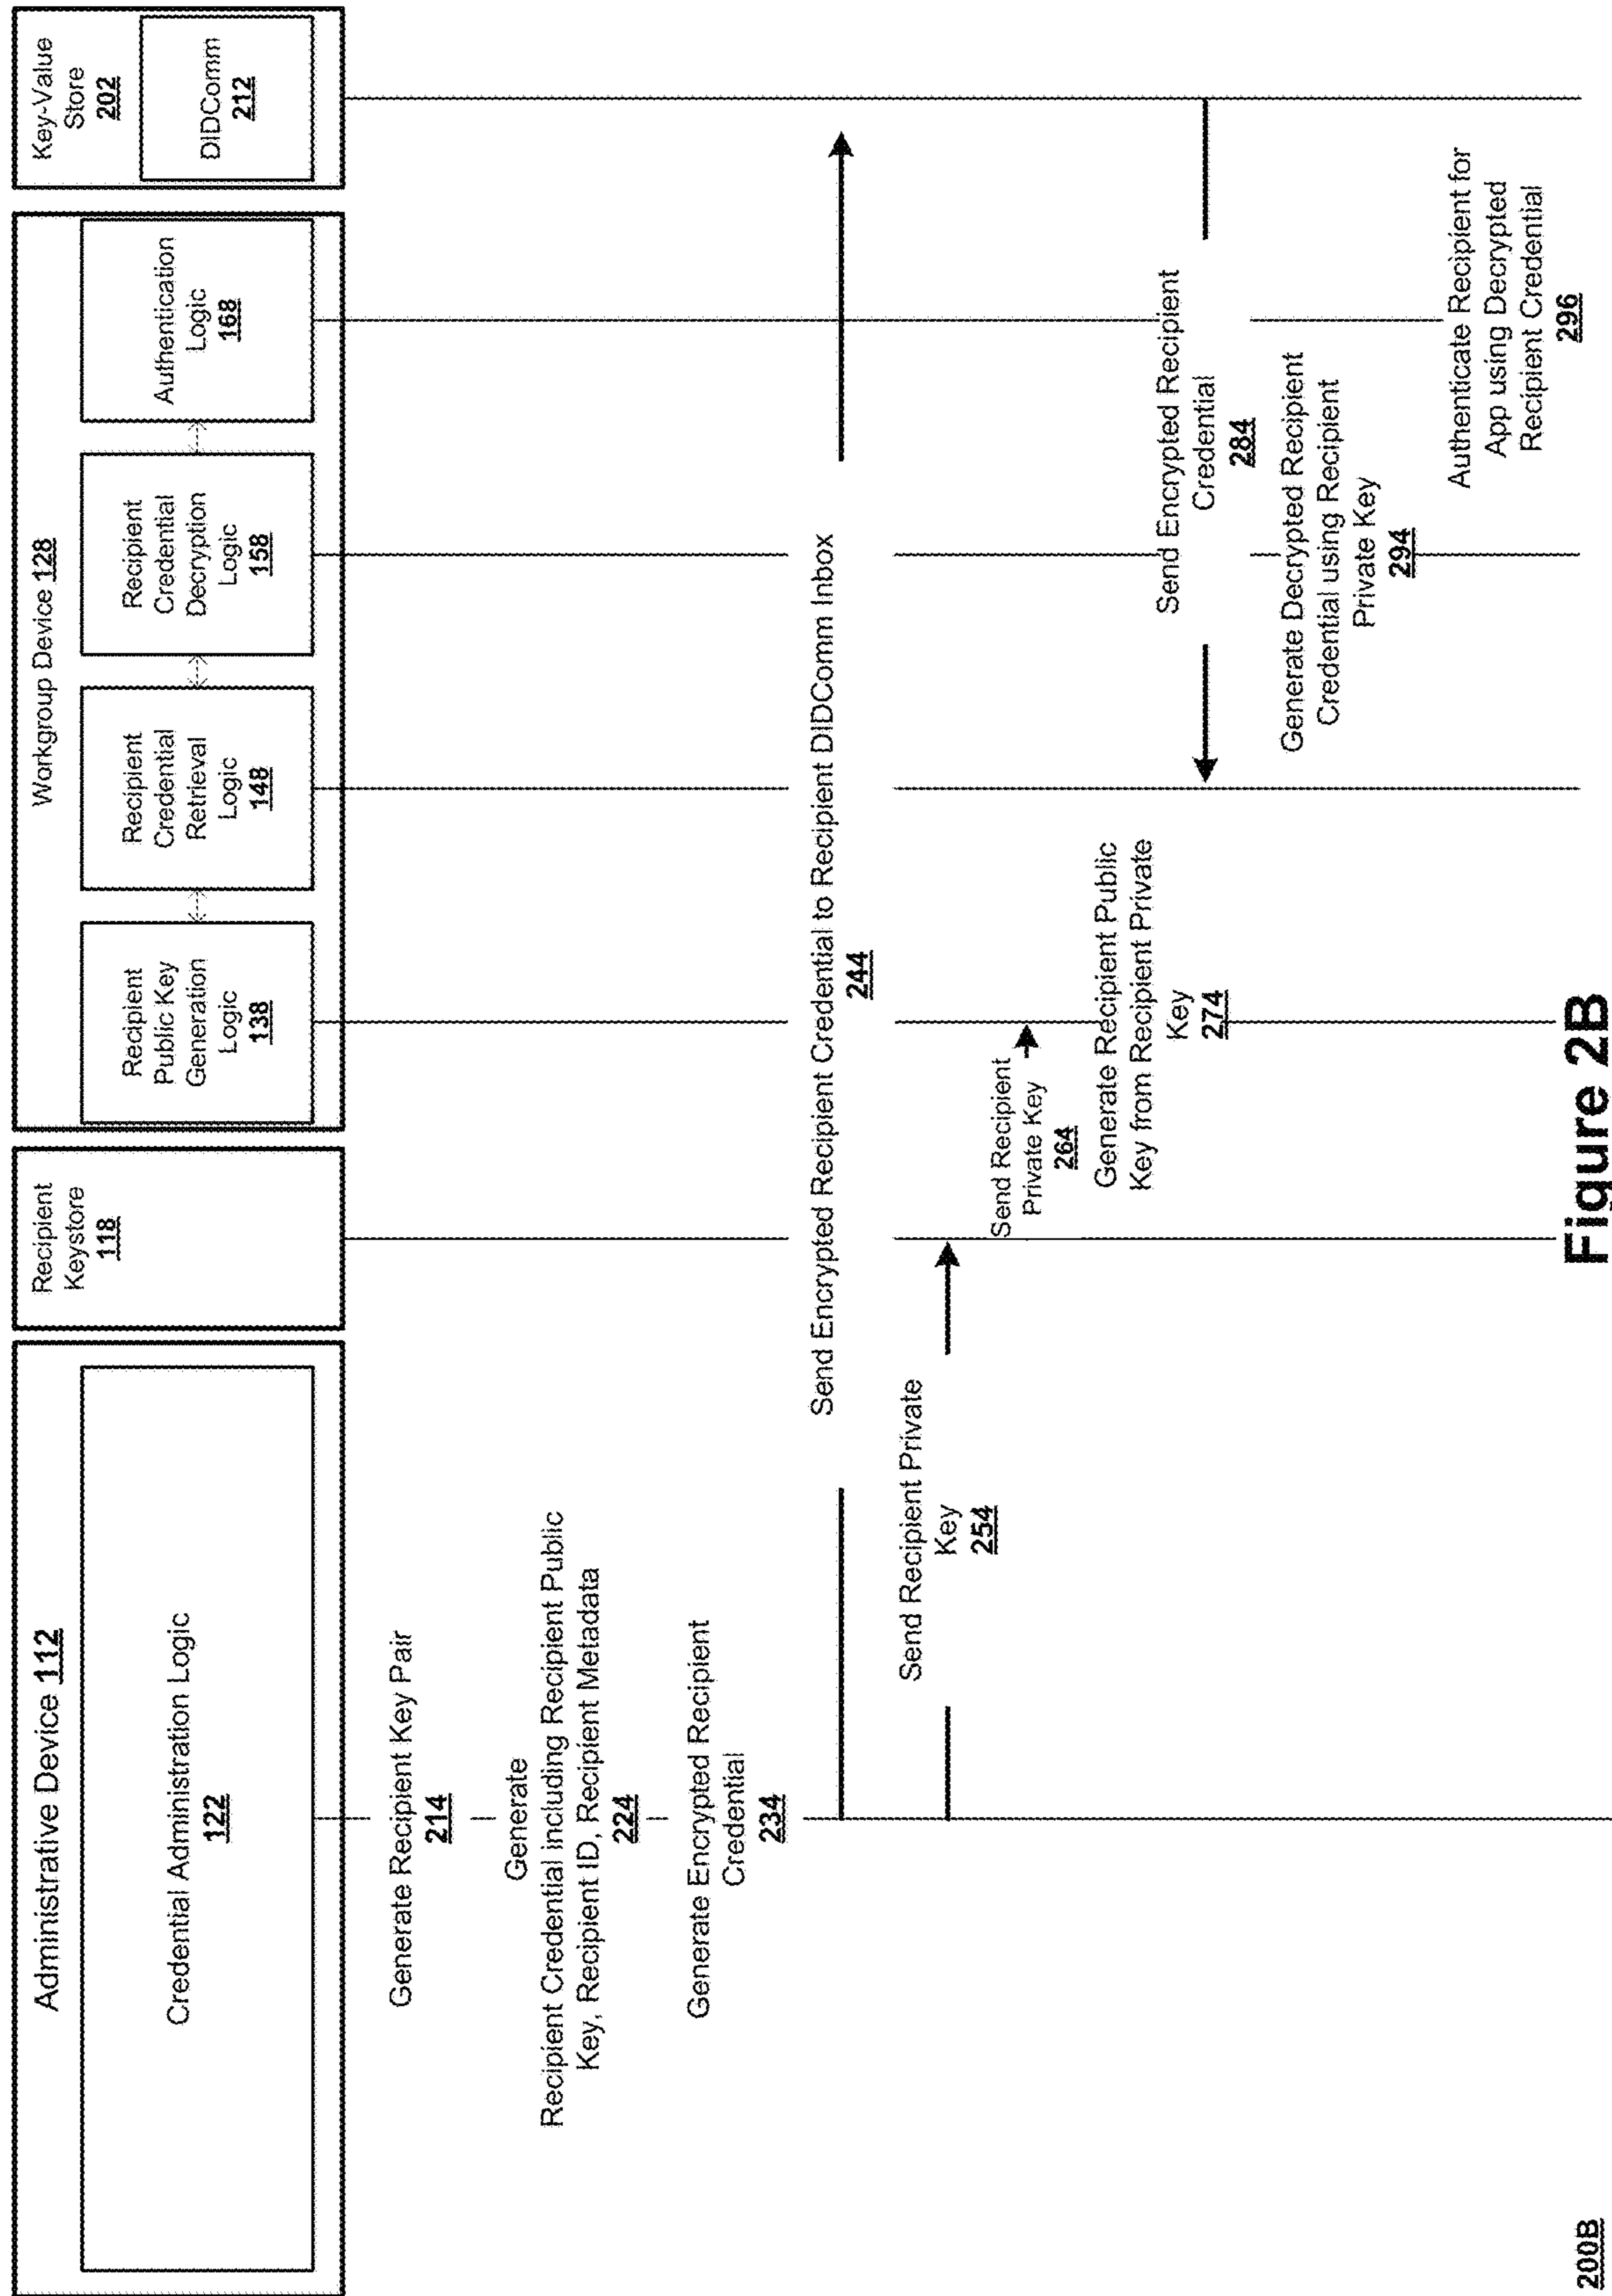 Administrative Device 112
Credential Administration Logic
122
Recipient
Keystore
118
Workgroup Device 128
Recipient
Public Key
Generation
Logic
138
Recipient
Credential
Retrieval
Logic
148
Recipient
Credential
Decryption
Logic
158
Authentication
Logic
168
Key-Value
Store
202
DIDComm
212
Generate Recipient Key Pair
214
Generate
Recipient Credential including Recipient Public
Key, Recipient ID, Recipient Metadata
224
Generate Encrypted Recipient
Credential
234
Send Encrypted Recipient Credential to Recipient DIDComm Inbox
244
Send Recipient Private
Key
254
Send Recipient
Private Key
264
Generate Recipient Public
Key from Recipient Private
Key
274
Send Encrypted Recipient
Credential
284
Generate Decrypted Recipient
Credential using Recipient
Private Key
294
Authenticate Recipient for
App using Decrypted
Recipient Credential
296
200B
Figure 2B